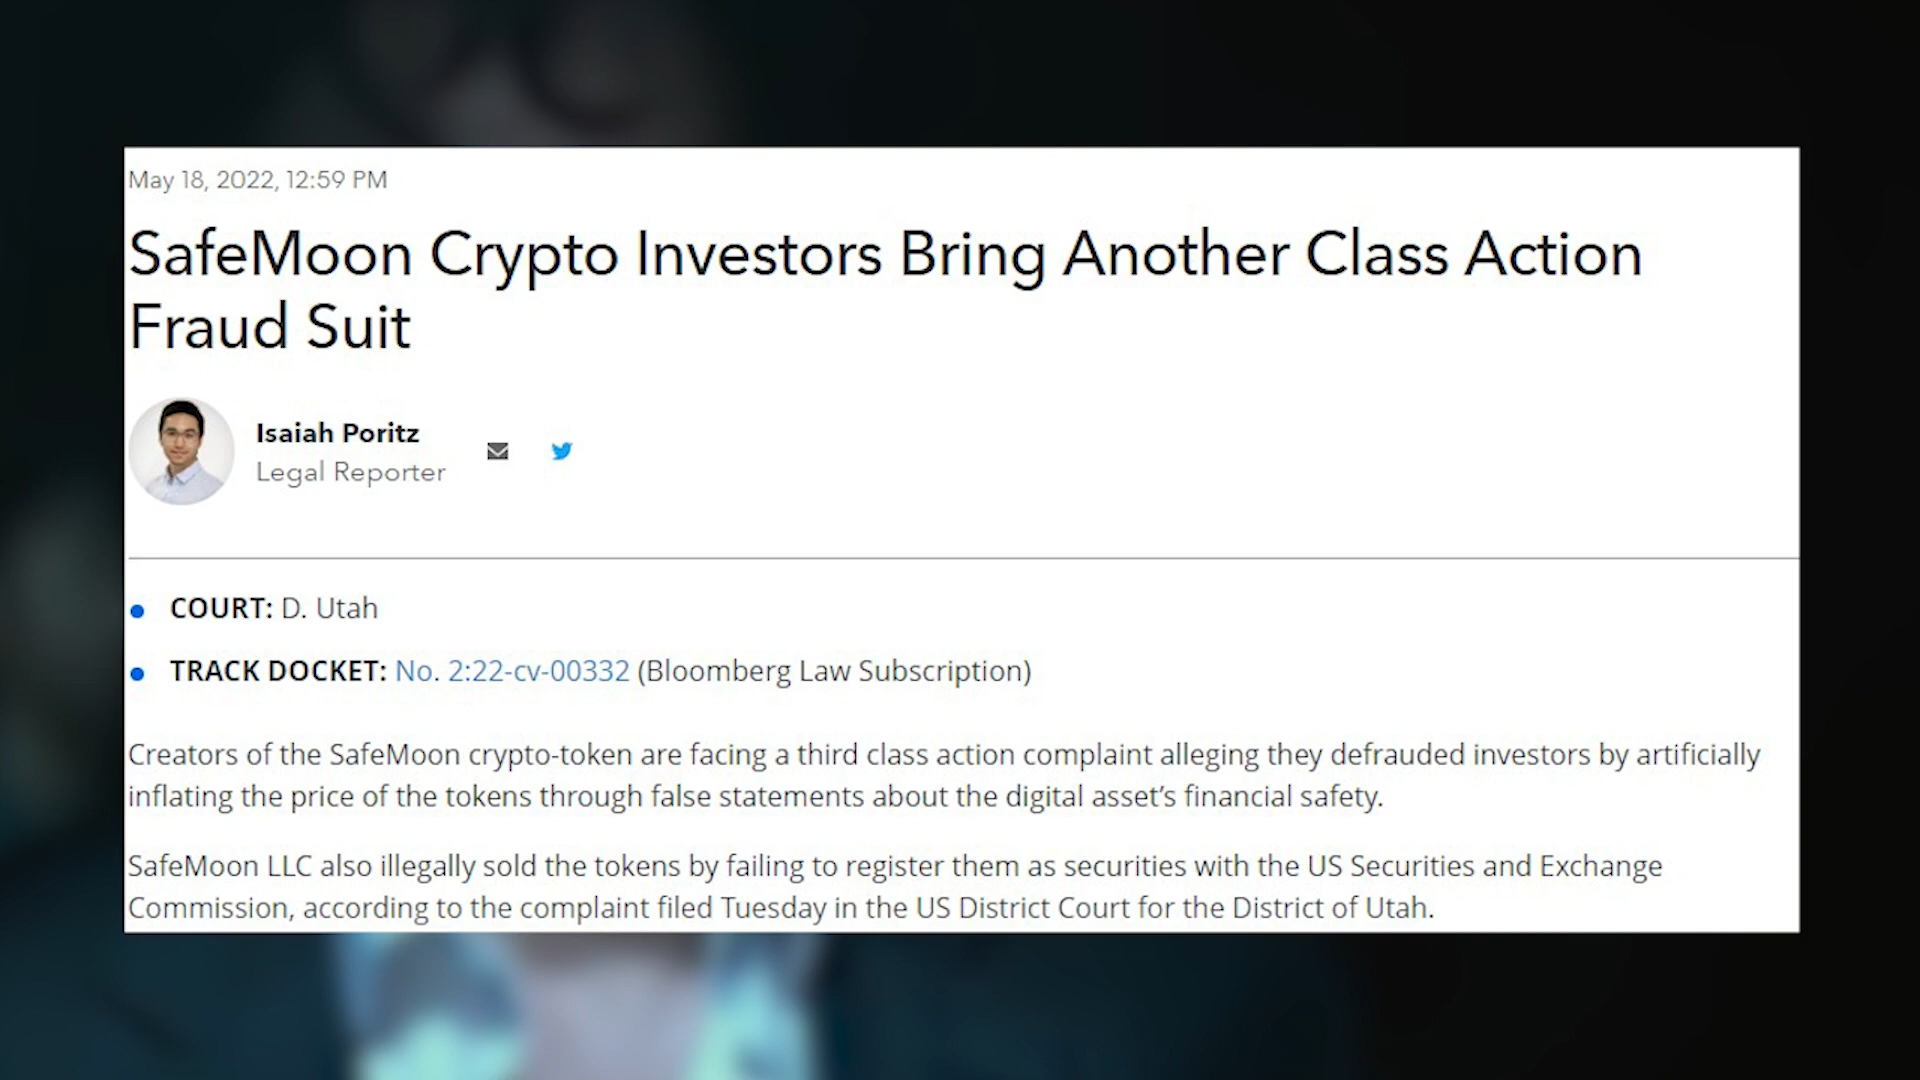 May 18, 2022, 12:59 PM
SafeMoon Crypto Investors Bring Another Class Action
Fraud Suit
Isaiah Poritz
Legal Reporter
COURT: D. Utah
TRACK DOCKET: No. 2:22-cv-00332 (Bloomberg Law Subscription)
Creators of the SafeMoon crypto-token are facing a third class action complaint alleging they defrauded investors by artificially
inflating the price of the tokens through false statements about the digital asset’s financial safety.
SafeMoon LLC also illegally sold the tokens by failing to register them as securities with the US Securities and Exchange
Commission, according to the complaint filed Tuesday in the US District Court for the District of Utah.